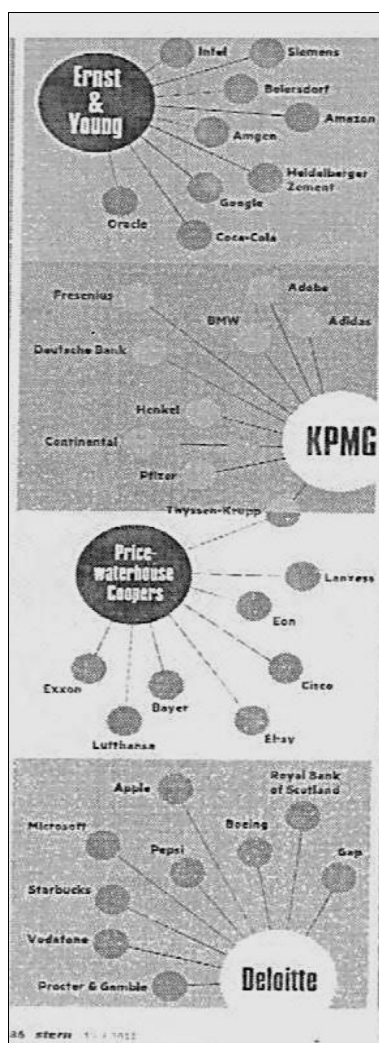 Ernst
&
Young
Intel
Siemens
Beiersdorf
Amazon
Amgen
Heidelberger
Zement
Google
Oracle
Coca-Cola
Fresenius
Adobe
BMW
Adidas
Deutsche Bank
Henkel
KPMG
Continental
Pfizer
Thyssen-Krupp
Price-
waterhouse
Coopers
Lanxess
Eon
Cisco
Exxon
Bayer
Lufthansa
Ebay
Royal Bank
of Scotland
Apple
Microsoft
Boeing
Pepsi
Gap
Starbucks
Vodafone
Procter & Gamble
Deloitte
stern